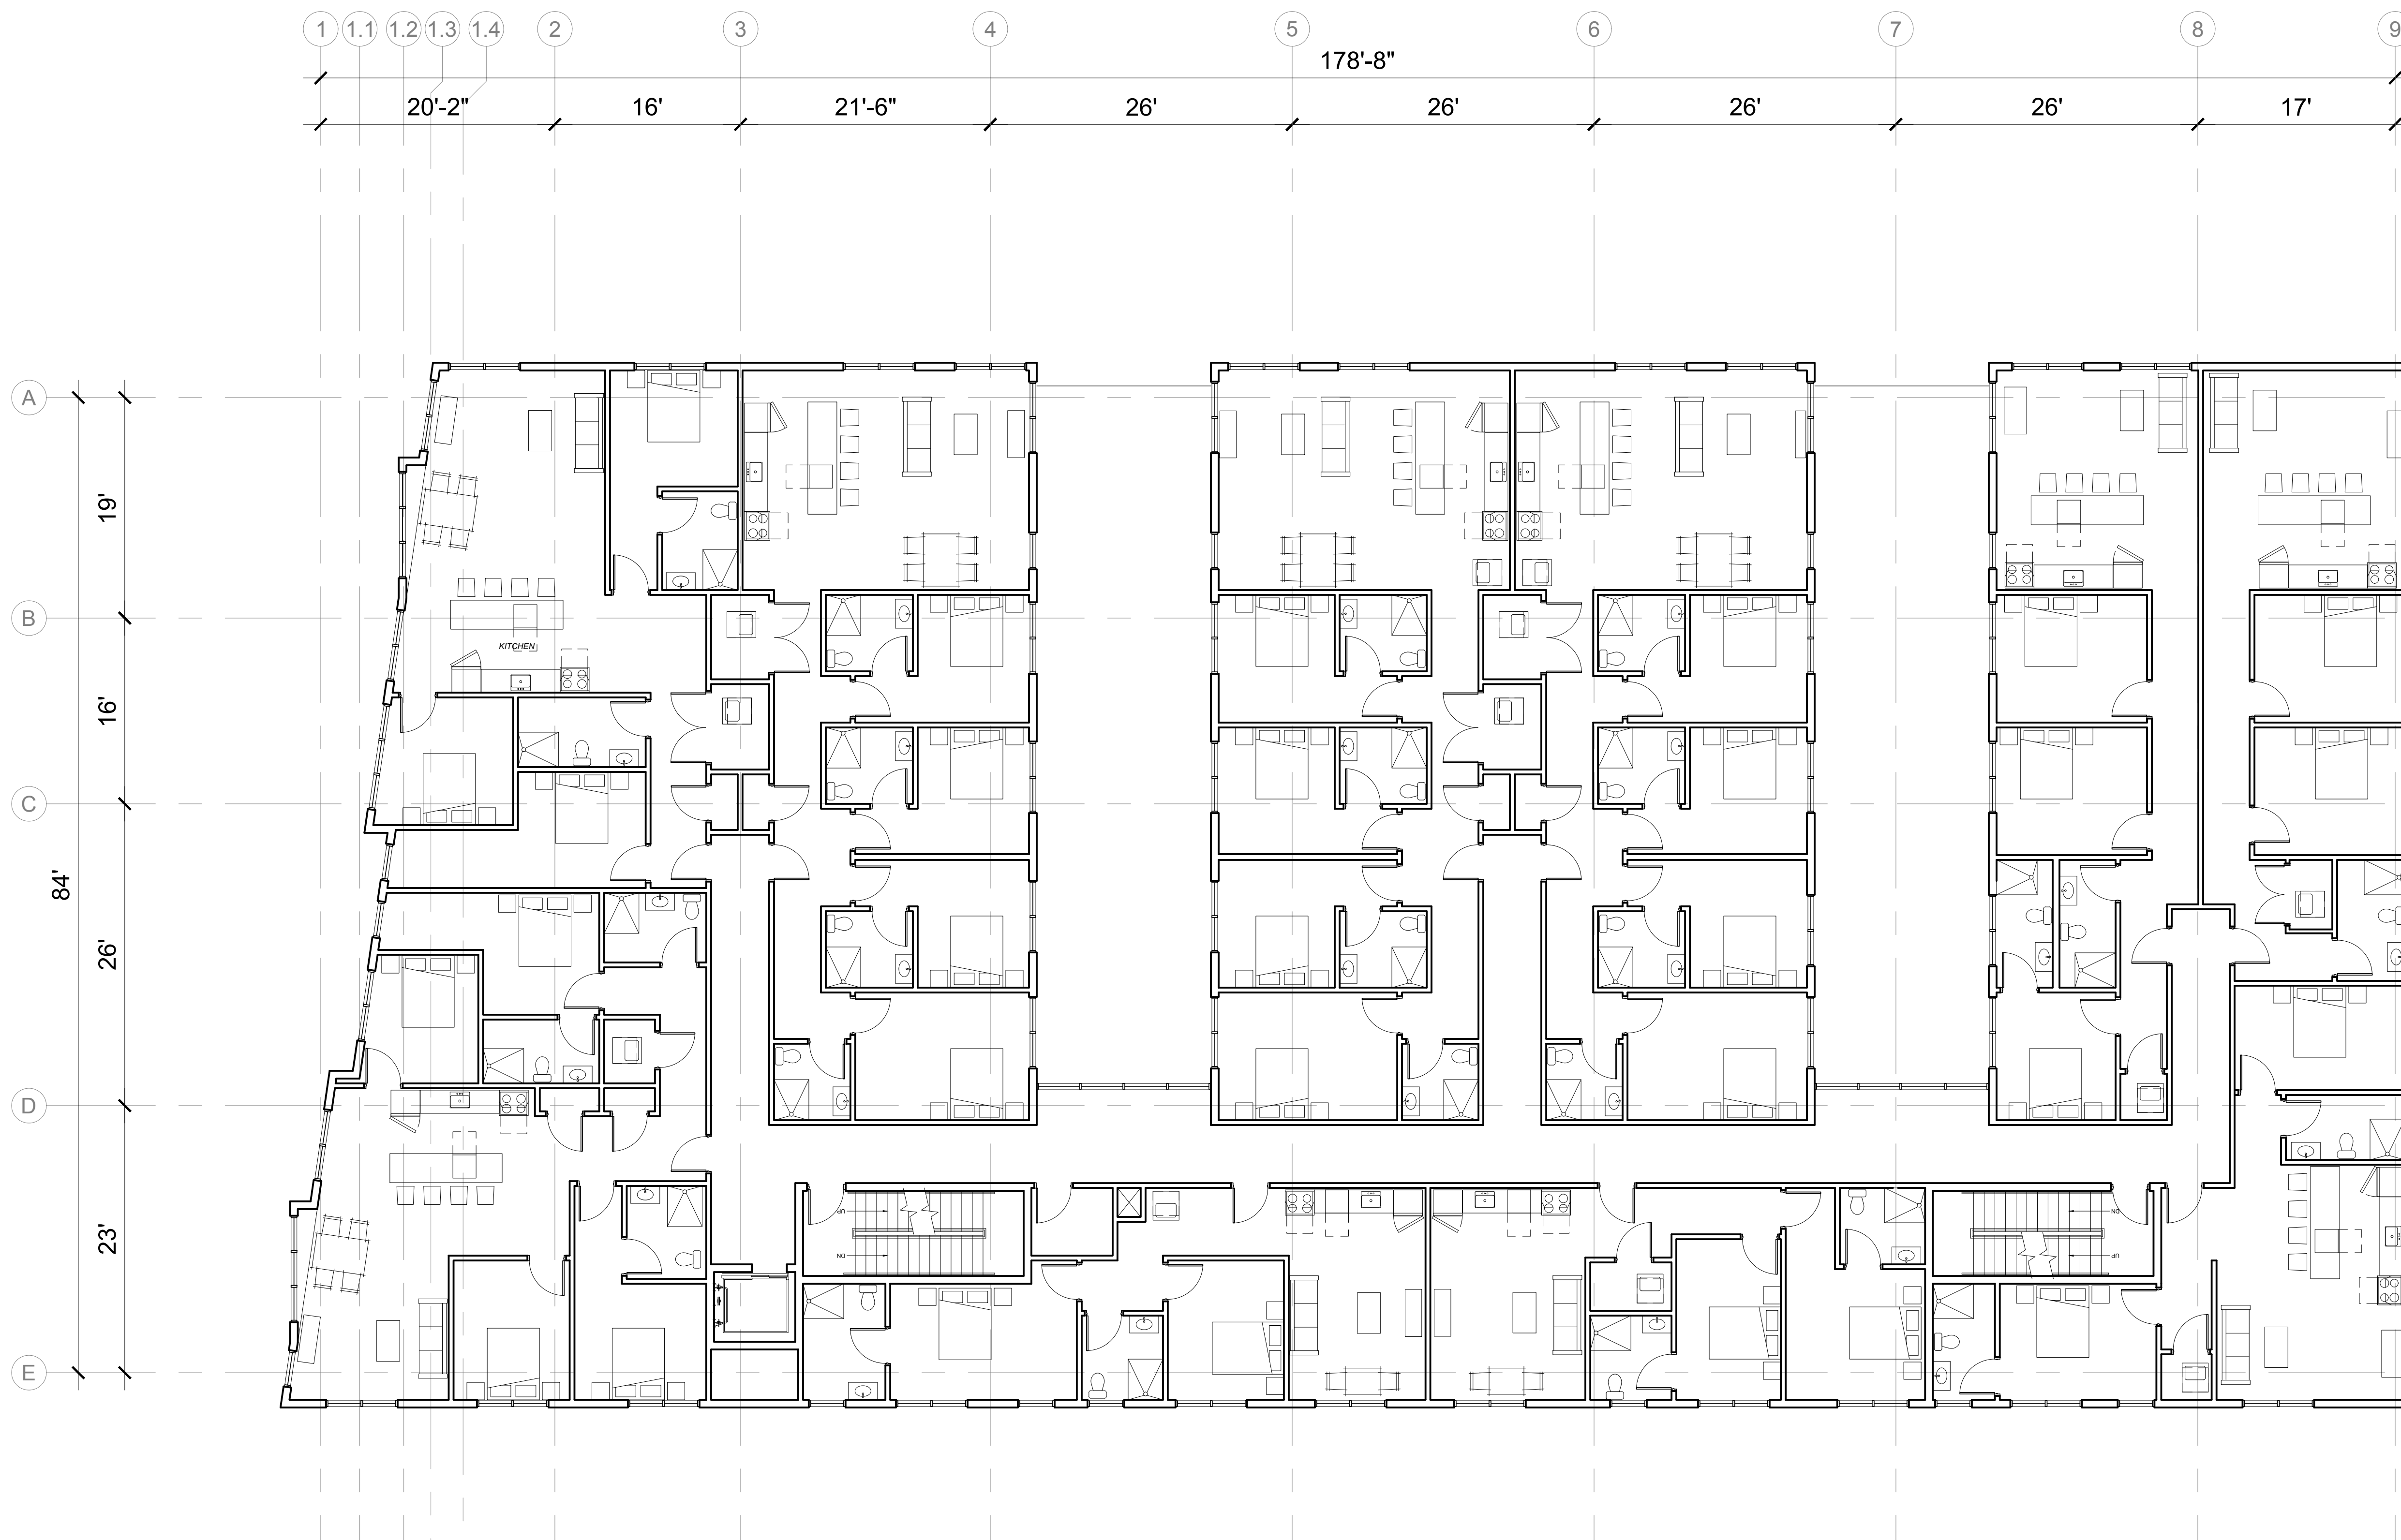 1 1.1 1.2 1.3 1.4 2 3 4 5 6 7 8 9
178'-8"
20'-2" 16' 21'-6" 26' 26' 26' 26' 17'
A
19'
B
KITCHEN
16'
C
84'
26'
D
UP
DN
DN
UP
23'
E